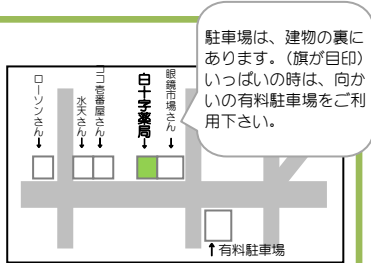 駐車場は、建物の裏に
あります。（旗が目印）
いっぱいの時は、向か
いの有料駐車場をご利
用下さい。
ローソンさん→
水天さん→
ココ壱番屋さん→
白十字薬局→
眼鏡市場さん→
↑有料駐車場